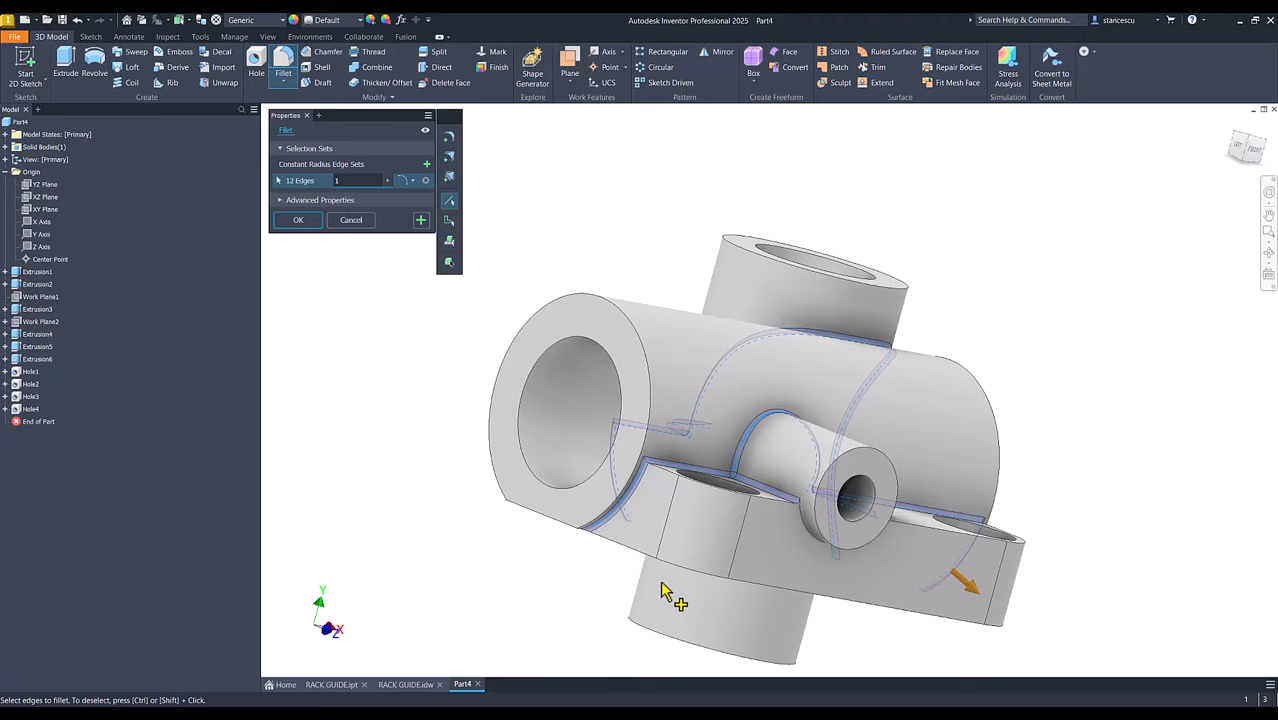 Generic
Default
Autodesk Inventor Professional 2025 Part4
Search Help & Commands...
stancescu
File
3D Model
Sketch
Annotate
Inspect
Tools
Manage
View
Environments
Collaborate
Fusion
Start
2D Sketch
Sketch
Extrude
Revolve
Sweep
Loft
Coil
Emboss
Derive
Rib
Decal
Import
Unwrap
Create
Hole
Fillet
Chamfer
Shell
Draft
Thread
Combine
Thicken/ Offset
Split
Direct
Delete Face
Modify
Mark
Finish
Shape
Generator
Explore
Plane
Axis
Point
UCS
Work Features
Rectangular
Circular
Sketch Driven
Mirror
Pattern
Box
Face
Convert
Create Freeform
Stitch
Patch
Sculpt
Ruled Surface
Trim
Extend
Replace Face
Repair Bodies
Fit Mesh Face
Surface
Stress
Analysis
Simulation
Convert to
Sheet Metal
Convert
Model
Part4
Model States: [Primary]
Solid Bodies(1)
View: [Primary]
Origin
YZ Plane
XZ Plane
XY Plane
X Axis
Y Axis
Z Axis
Center Point
Extrusion1
Extrusion2
Work Plane1
Extrusion3
Work Plane2
Extrusion4
Extrusion5
Extrusion6
Hole1
Hole2
Hole3
Hole4
End of Part
Properties
Fillet
Selection Sets
Constant Radius Edge Sets
12 Edges 1
Advanced Properties
OK Cancel
LEFT FRONT
Y
X
Z
Home RACK GUIDE.ipt RACK GUIDE.idw Part4
Select edges to fillet. To deselect, press [Ctrl] or [Shift] + Click.
1 3